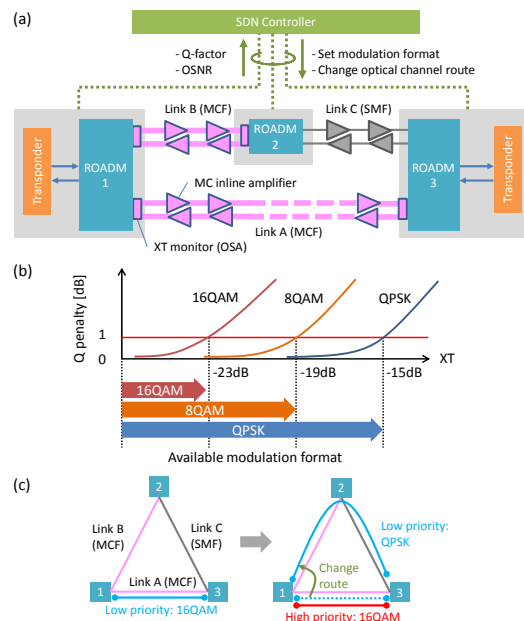 (a)
SDN Controller
- Q-factor
- OSNR
- Set modulation format
- Change optical channel route
Link B (MCF)
Link C (SMF)
Transponder
ROADM
1
ROADM
2
ROADM
3
Transponder
MC inline amplifier
Link A (MCF)
XT monitor (OSA)
(b)
Q penalty [dB]
16QAM
8QAM
QPSK
1
0
XT
-23dB
-19dB
-15dB
16QAM
8QAM
QPSK
Available modulation format
(c)
2
Link B
(MCF)
Link C
(SMF)
Link A (MCF)
1
3
Low priority: 16QAM
2
Low priority:
QPSK
Change
route
1
3
High priority: 16QAM